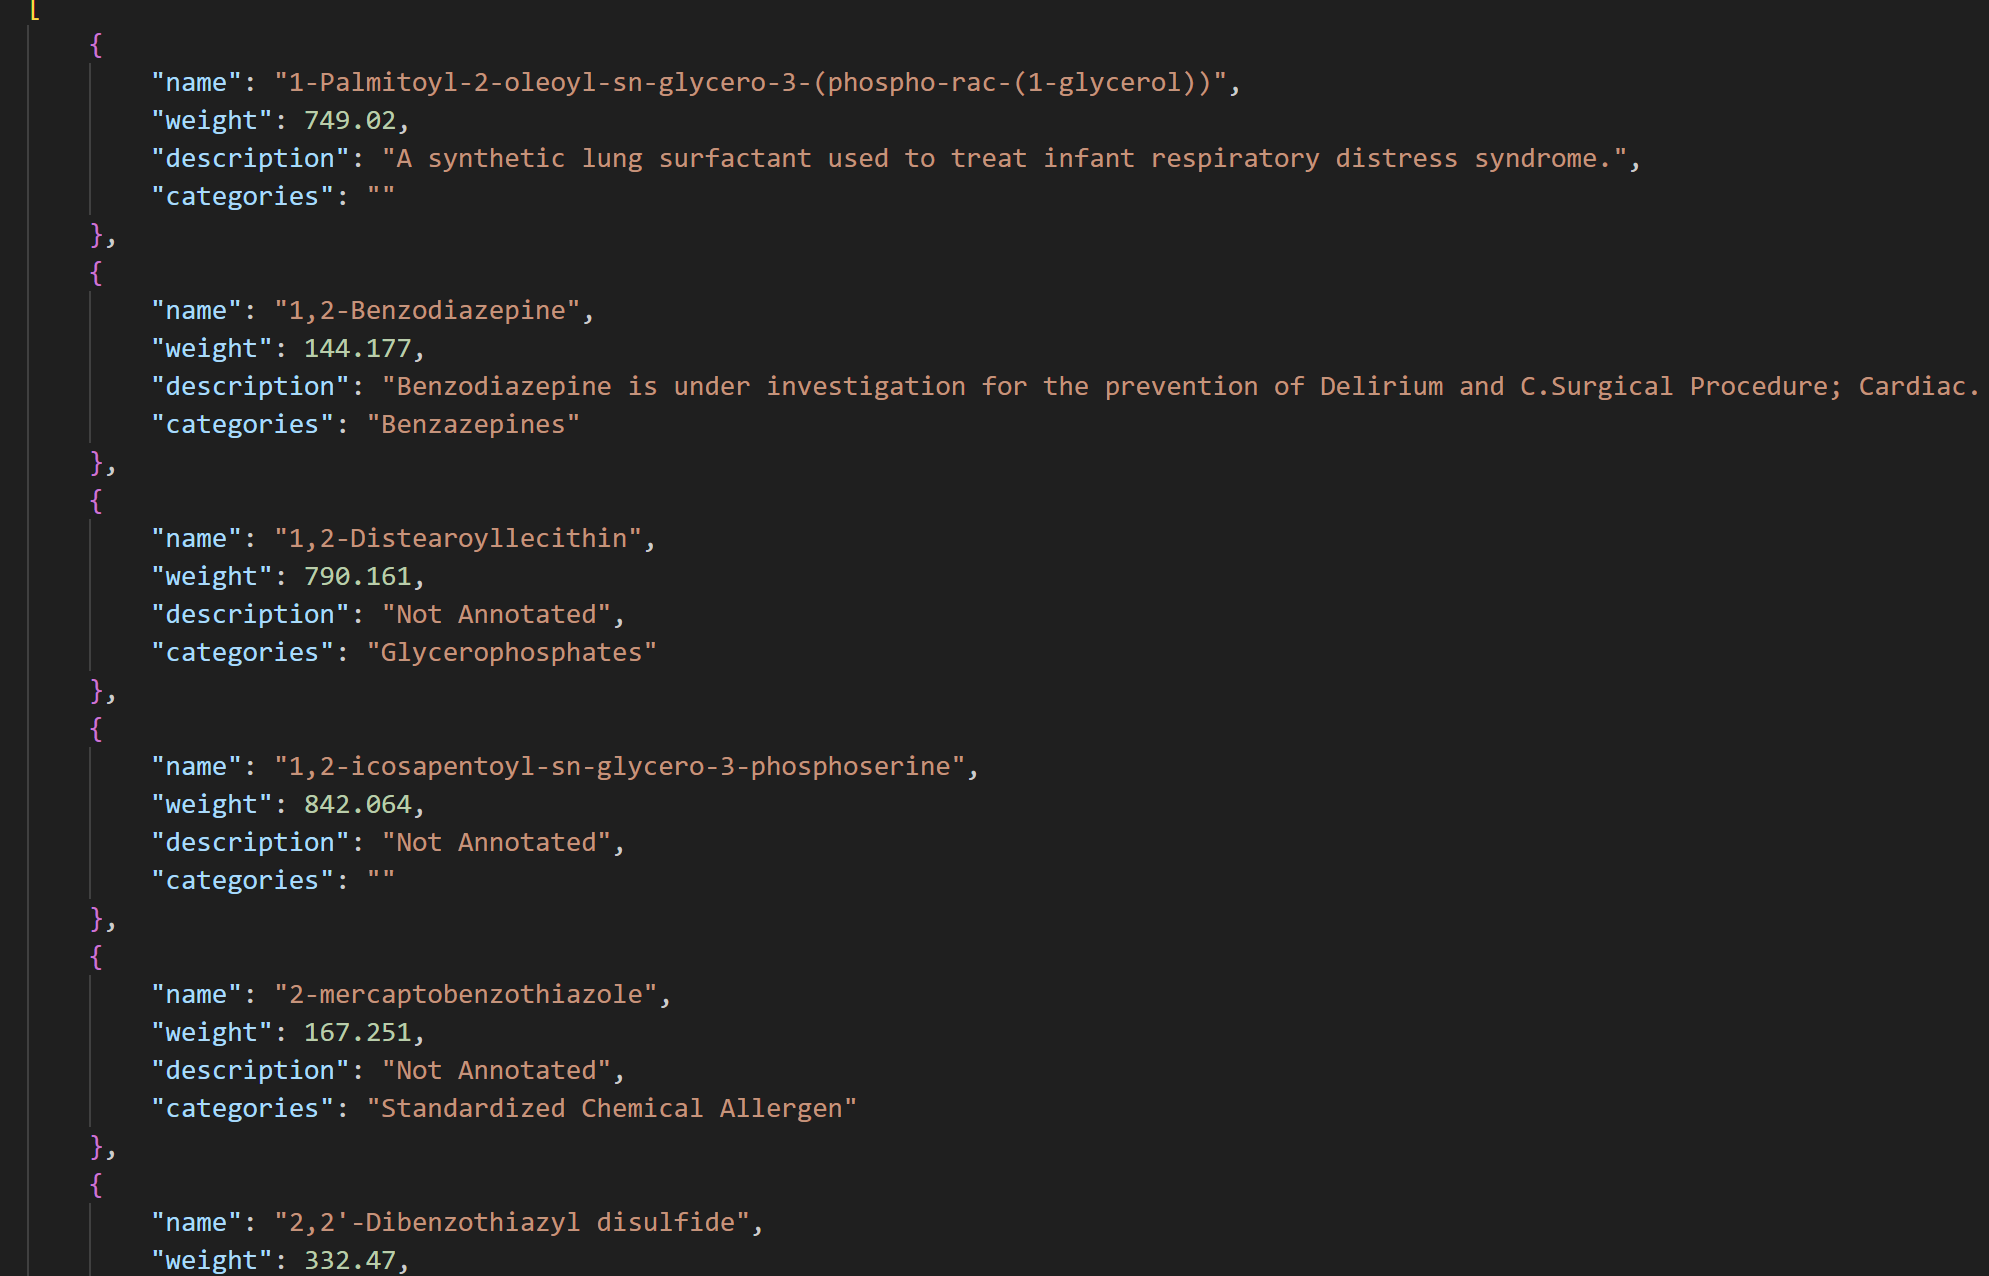 [
{
"name": "1-Palmitoyl-2-oleoyl-sn-glycero-3-(phospho-rac-(1-glycerol))",
"weight": 749.02,
"description": "A synthetic lung surfactant used to treat infant respiratory distress syndrome.",
"categories": ""
},
{
"name": "1,2-Benzodiazepine",
"weight": 144.177,
"description": "Benzodiazepine is under investigation for the prevention of Delirium and C.Surgical Procedure; Cardiac.
"categories": "Benzazepines"
},
{
"name": "1,2-Distearoyllecithin",
"weight": 790.161,
"description": "Not Annotated",
"categories": "Glycerophosphates"
},
{
"name": "1,2-icosapentoyl-sn-glycero-3-phosphoserine",
"weight": 842.064,
"description": "Not Annotated",
"categories": ""
},
{
"name": "2-mercaptobenzothiazole",
"weight": 167.251,
"description": "Not Annotated",
"categories": "Standardized Chemical Allergen"
},
{
"name": "2,2'-Dibenzothiazyl disulfide",
"weight": 332.47,